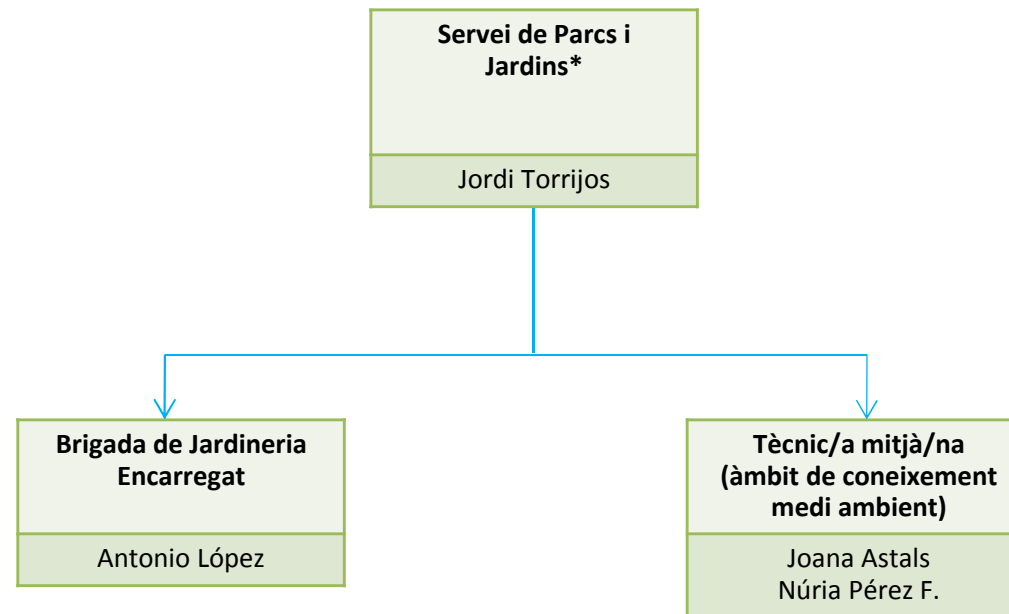 Servei de Parcs i
Jardins*
Jordi Torrijos
Brigada de Jardineria
Encarregat
Antonio López
Tècnic/a mitjà/na
(àmbit de coneixement
medi ambient)
Joana Astals
Núria Pérez F.